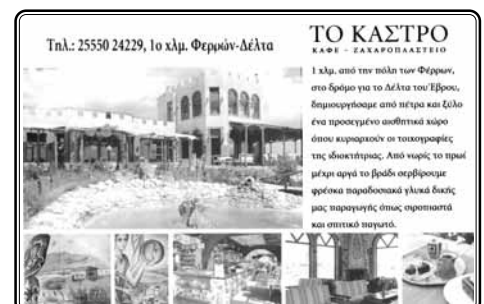 Τηλ.: 25550 24229, 1ο χλμ. Φερρών-Δέλτα
ΤΟ ΚΑΣΤΡΟ
ΚΑΦΕ - ΖΑΧΑΡΟΠΛΑΣΤΕΙΟ
1 χλμ. από την πόλη των Φέρρων,
στο δρόμο για το Δέλτα του Έβρου,
δημιουργήσαμε από πέτρα και ξύλο
ένα προσεγμένο αισθητικά χώρο
όπου κυριαρχούν οι τοιχογραφίες
της ιδιοκτήτριας. Από νωρίς το πρωί
μέχρι αργά το βράδι σερβίρουμε
φρέσκα παραδοσιακά γλυκά δικής
μας παραγωγής όπως σιροπιαστά
και σπιτικό παγωτό.